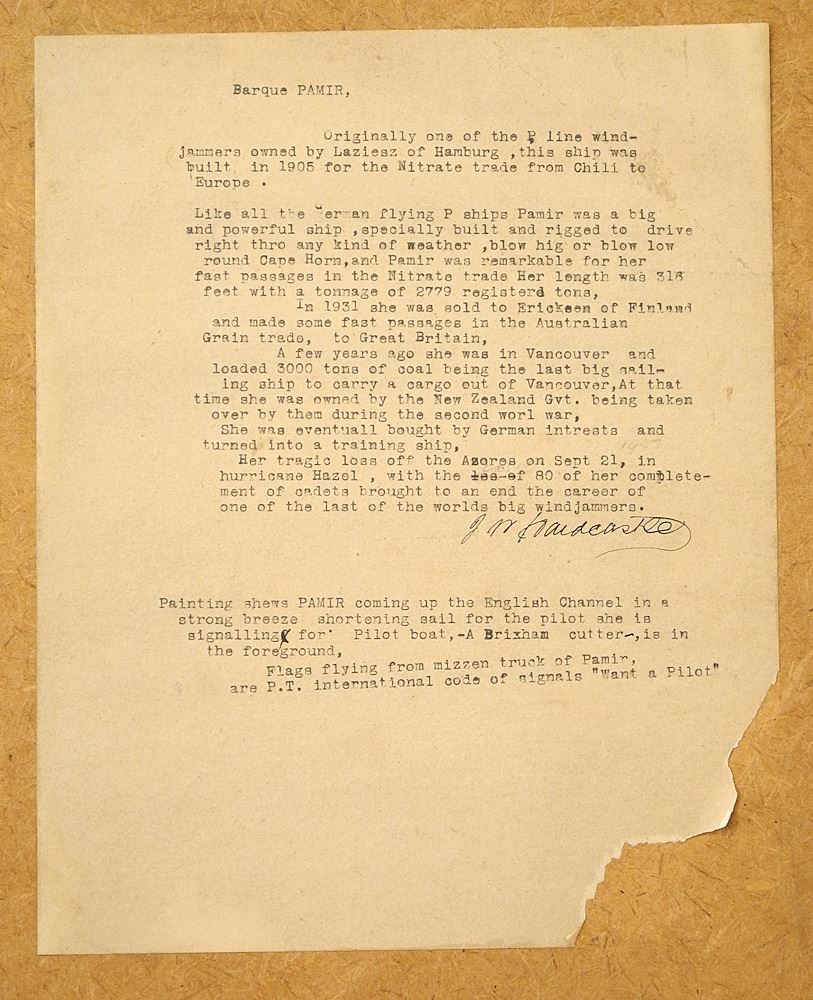 Barque PAMIR,
Originally one of the P line wind-
jammers owned by Laziesz of Hamburg ,this ship was
built in 1905 for the Nitrate trade from Chili to
Europe .
Like all the German flying P ships Pamir was a big
and powerful ship ,specially built and rigged to drive
right thro any kind of weather ,blow hig or blow low
round Cape Horn,and Pamir was remarkable for her
fast passages in the Nitrate trade Her length was 316
feet with a tonnage of 2779 registerd tons,
In 1931 she was sold to Ericksen of Finland
and made some fast passages in the Australian
Grain trade, to Great Britain,
A few years ago she was in Vancouver and
loaded 3000 tons of coal being the last big sail-
ing ship to carry a cargo out of Vancouver,At that
time she was owned by the New Zealand Gvt. being taken
over by them during the second worl war,
She was eventuall bought by German intrests and
turned into a training ship,
Her tragic loss off the Azores on Sept 21, in
hurricane Hazel , with the los of 80 of her complete-
ment of cadets brought to an end the career of
one of the last of the worlds big windjammers.
J W Hardcastle
Painting shews PAMIR coming up the English Channel in a
strong breeze shortening sail for the pilot she is
signalling for Pilot boat,-A Brixham cutter-,is in
the foreground,
Flags flying from mizzen truck of Pamir,
are P.T. international code of signals "Want a Pilot"